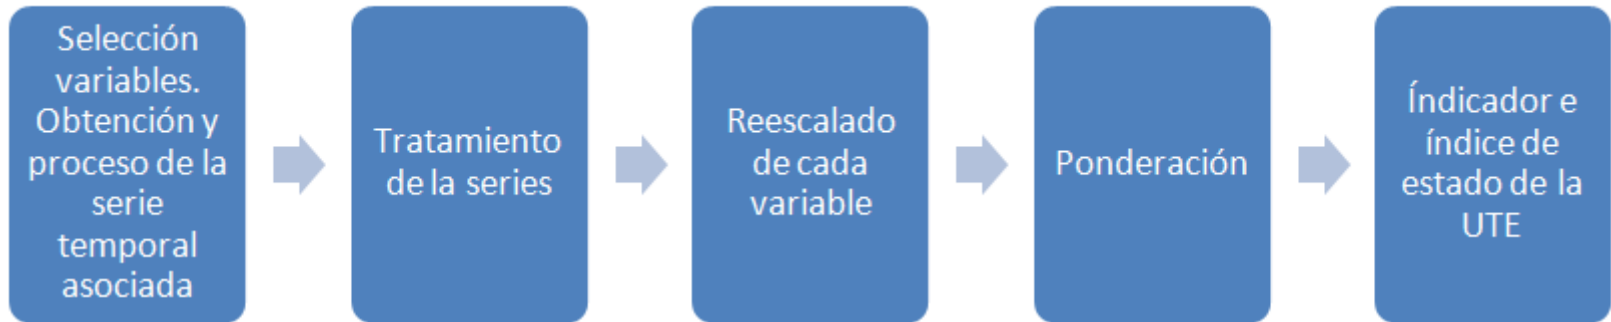 Selección
variables.
Obtención y
proceso de la
serie
temporal
asociada
Tratamiento
de la series
Reescalado
de cada
variable
Ponderación
Índicador e
índice de
estado de la
UTE